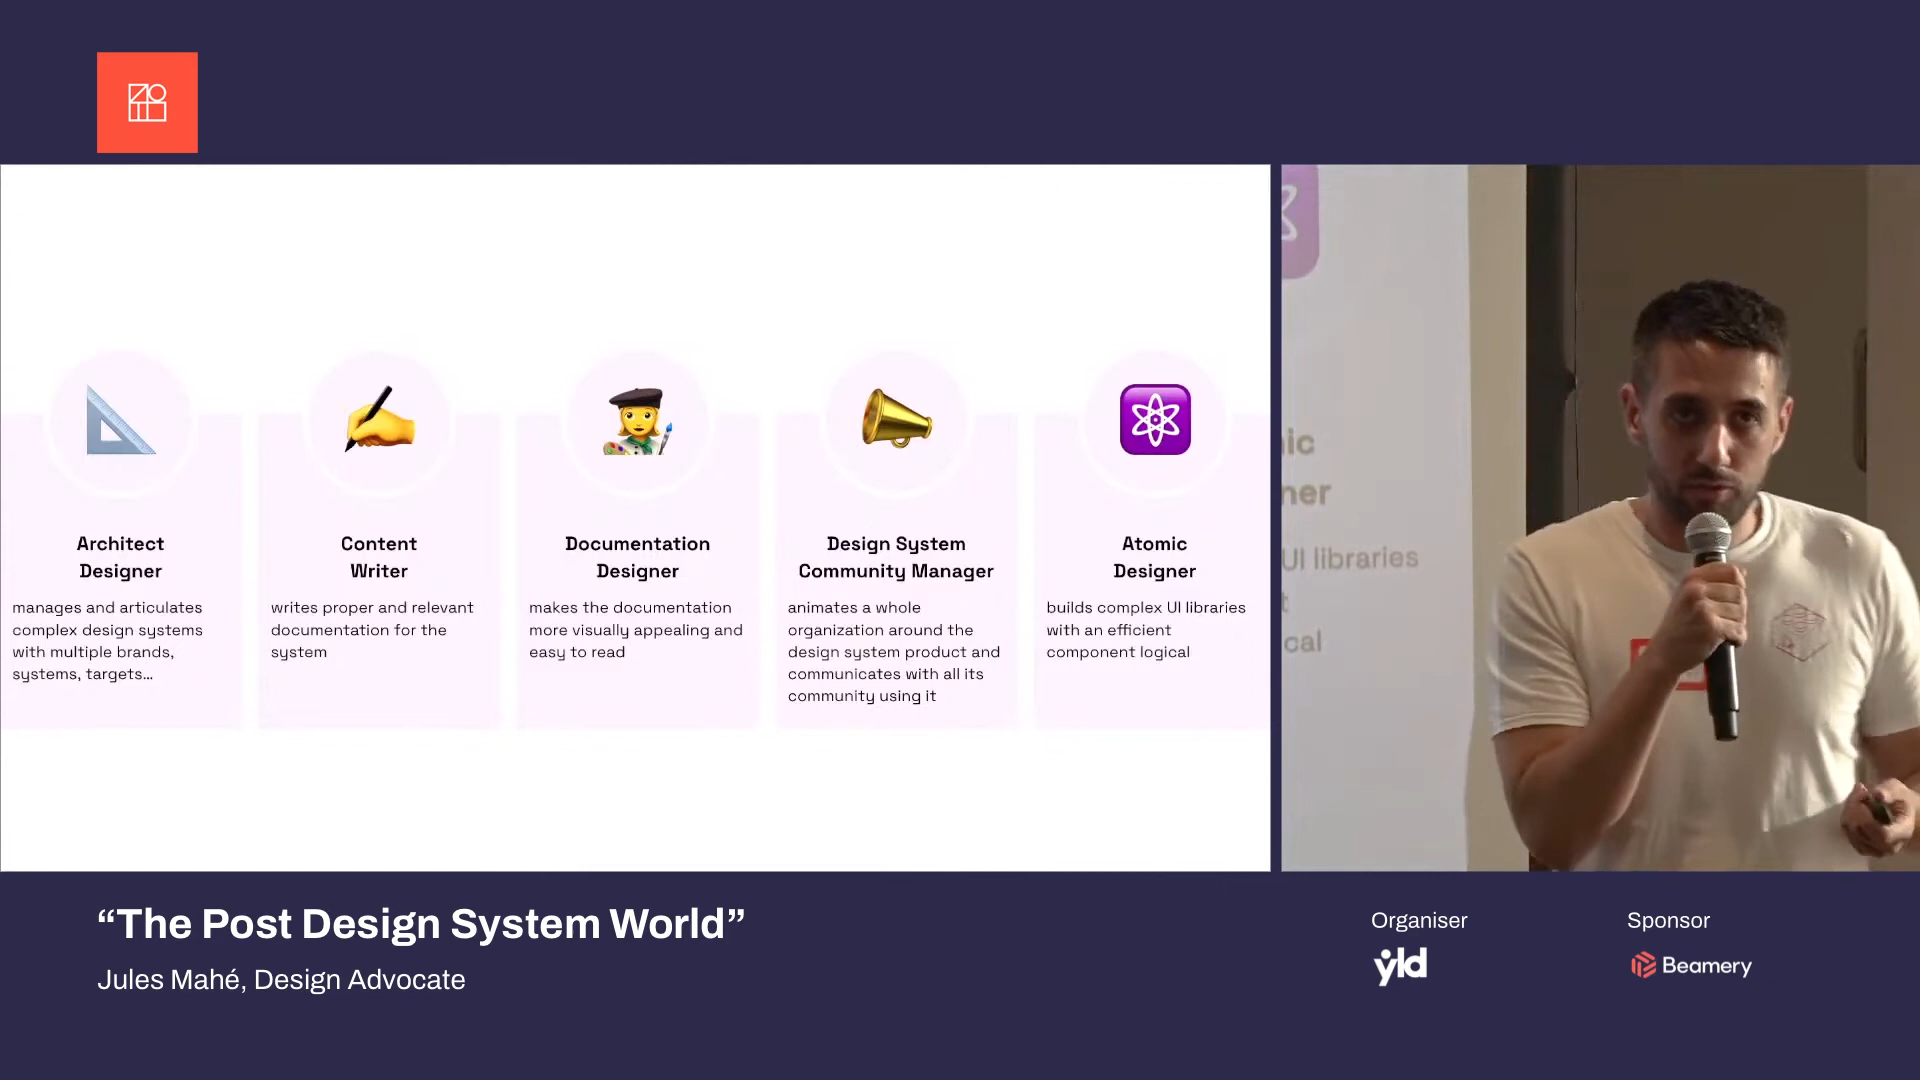 Architect
Designer
manages and articulates
complex design systems
with multiple brands,
systems, targets...
Content
Writer
writes proper and relevant
documentation for the
system
Documentation
Designer
makes the documentation
more visually appealing and
easy to read
Design System
Community Manager
animates a whole
organization around the
design system product and
communicates with all its
community using it
Atomic
Designer
builds complex UI libraries
with an efficient
component logical
ic
ner
UI libraries
t
cal
“The Post Design System World”
Jules Mahé, Design Advocate
Organiser
yld
Sponsor
Beamery